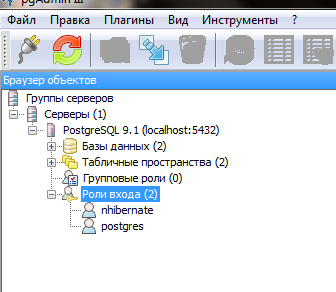 pgAdmin III
Файл Правка Плагины Вид Инструменты ?
Браузер объектов
Группы серверов
Серверы (1)
PostgreSQL 9.1 (localhost:5432)
Базы данных (2)
Табличные пространства (2)
Групповые роли (0)
Роли входа (2)
nhibernate
postgres